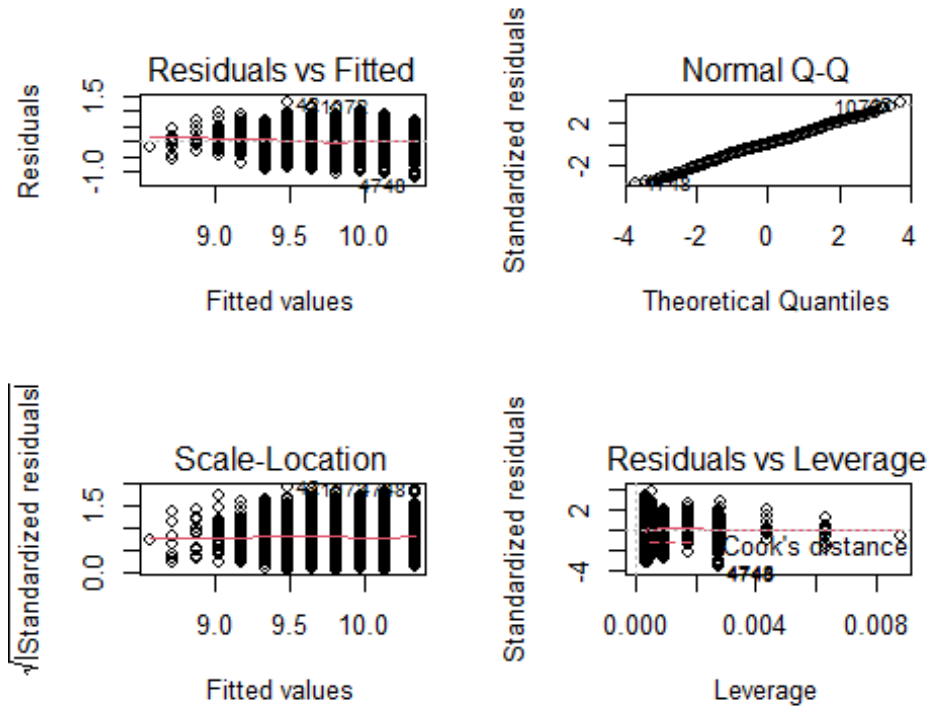 Residuals vs Fitted
Residuals
1.5
-1.0
4748
9.0 9.5 10.0
Fitted values
Normal Q-Q
Standardized residuals
2
-2
-4 -2 0 2 4
Theoretical Quantiles
Scale-Location
√|Standardized residuals|
1.5
0.0
9.0 9.5 10.0
Fitted values
Residuals vs Leverage
Standardized residuals
2
-4
Cook's distance
4748
0.000 0.004 0.008
Leverage